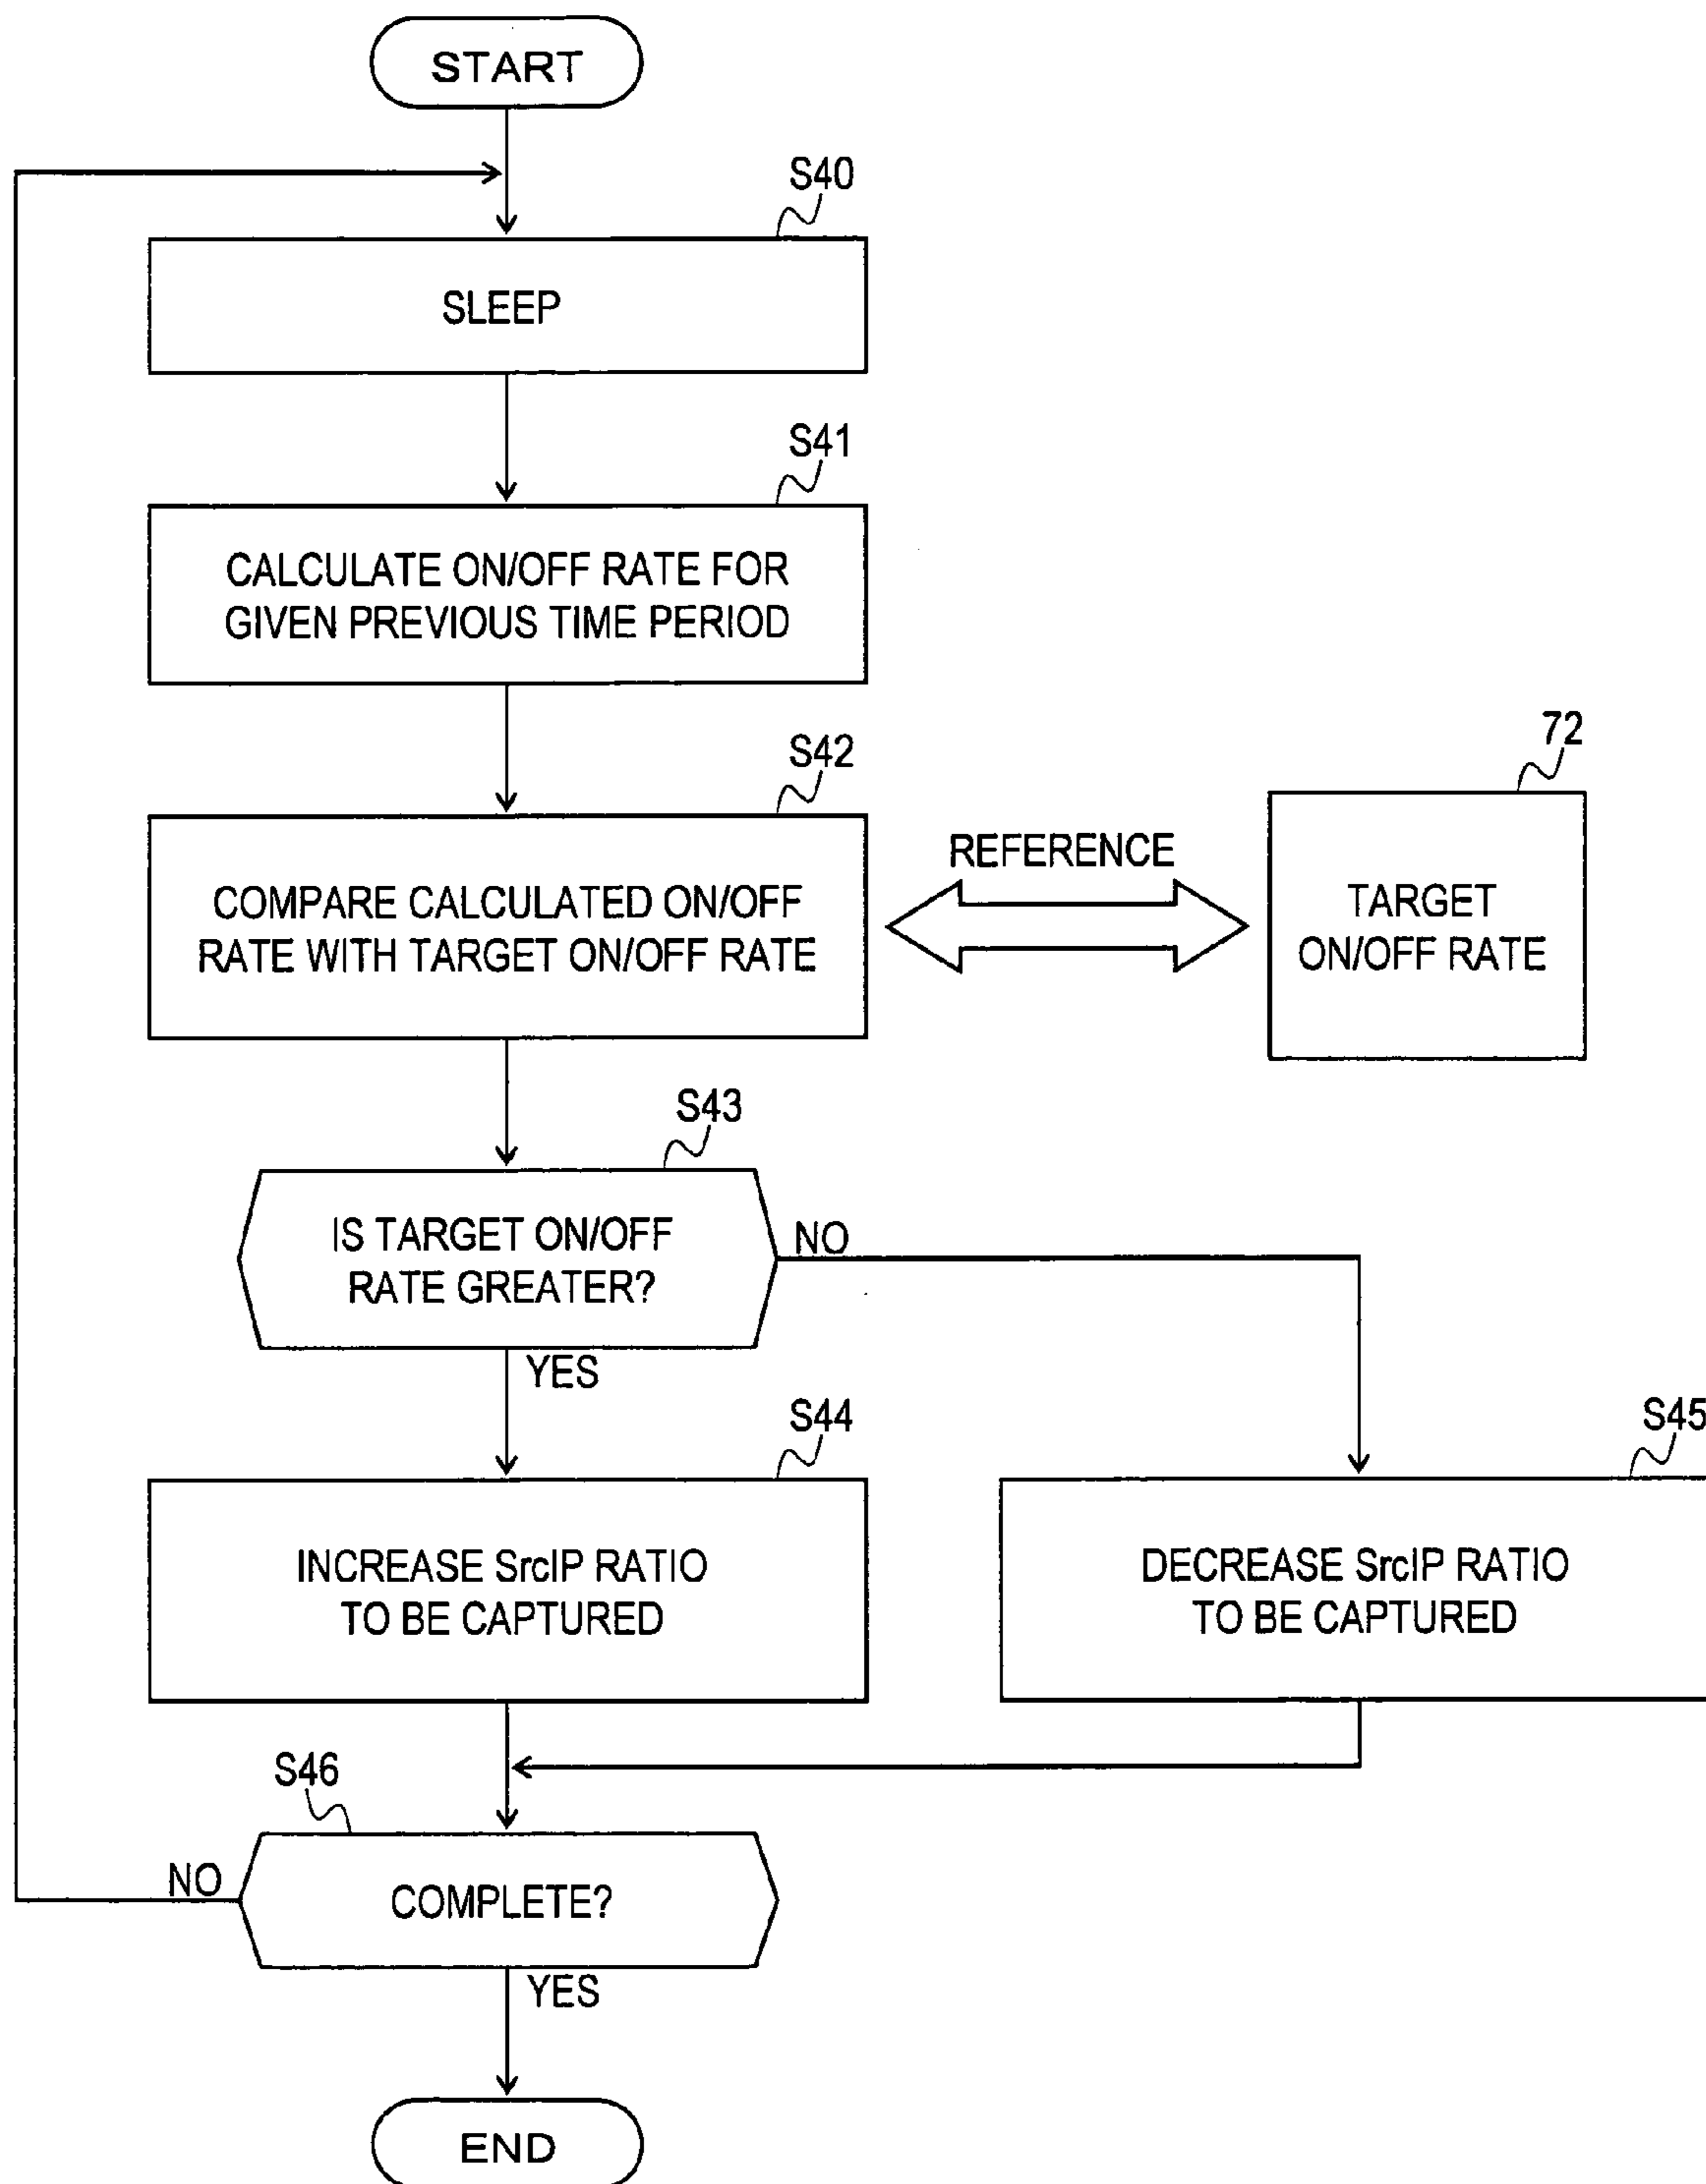 START
S40
SLEEP
S41
CALCULATE ON/OFF RATE FOR
GIVEN PREVIOUS TIME PERIOD
S42
COMPARE CALCULATED ON/OFF
RATE WITH TARGET ON/OFF RATE
REFERENCE
72
TARGET
ON/OFF RATE
S43
IS TARGET ON/OFF
RATE GREATER?
NO
YES
S44
INCREASE SrcIP RATIO
TO BE CAPTURED
S45
DECREASE SrcIP RATIO
TO BE CAPTURED
S46
COMPLETE?
NO
YES
END